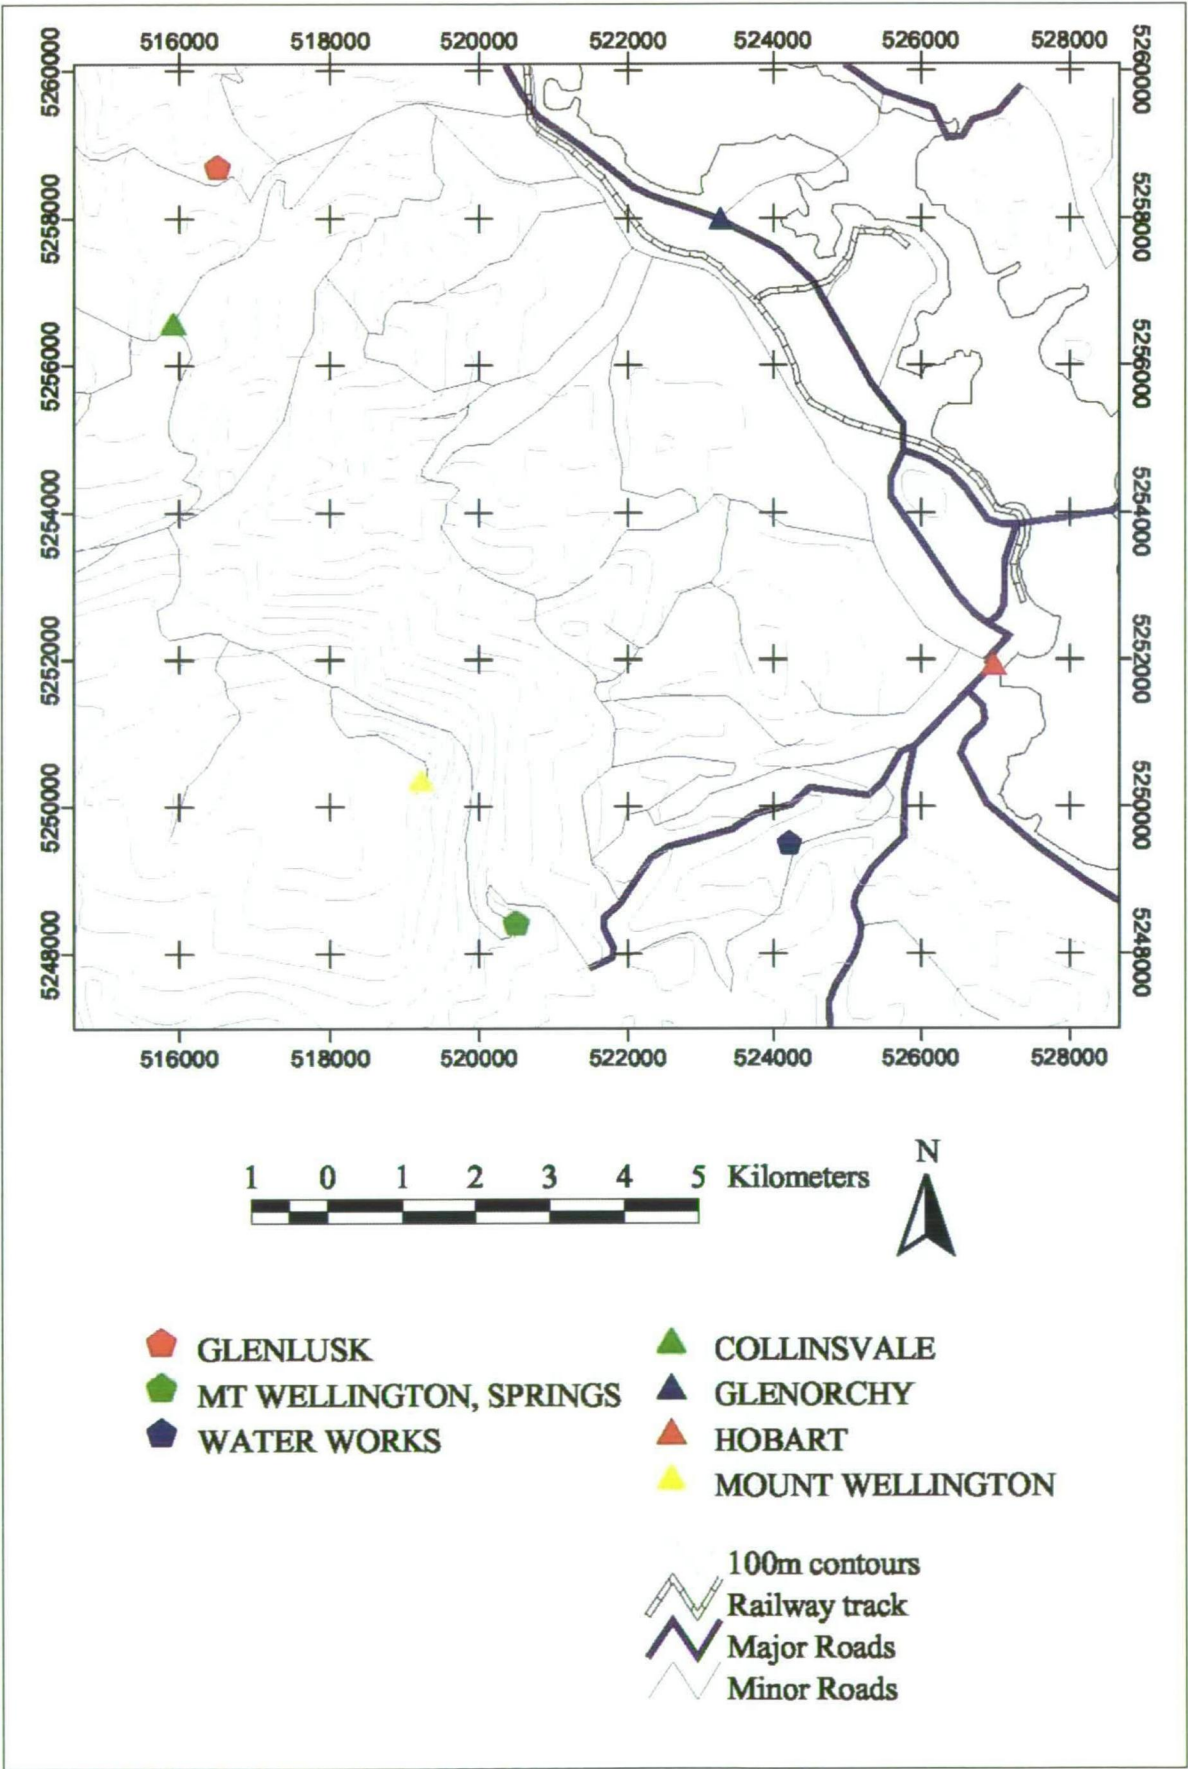 516000 518000 520000 522000 524000 526000 528000
5260000 5260000
5258000 5258000
5256000 5256000
5254000 5254000
5252000 5252000
5250000 5250000
5248000 5248000
516000 518000 520000 522000 524000 526000 528000
N
1 0 1 2 3 4 5 Kilometers
GLENLUSK
MT WELLINGTON, SPRINGS
WATER WORKS
COLLINSVALE
GLENORCHY
HOBART
MOUNT WELLINGTON
100m contours
Railway track
Major Roads
Minor Roads